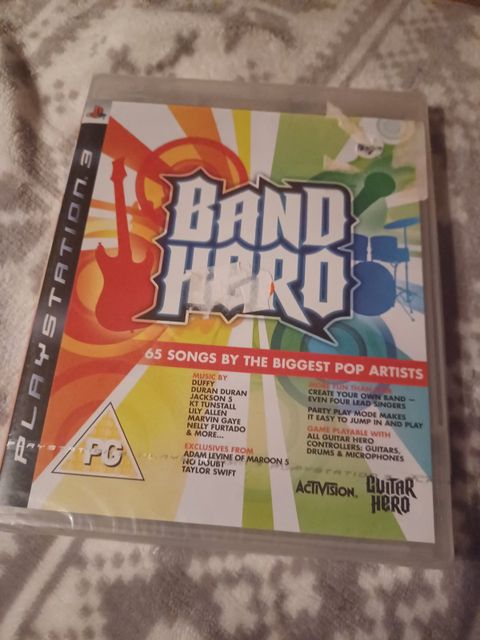 PLAYSTATION 3
BAND
HERO
65 SONGS BY THE BIGGEST POP ARTISTS
MUSIC BY
DUFFY
DURAN DURAN
JACKSON 5
KT TUNSTALL
LILY ALLEN
MARVIN GAYE
NELLY FURTADO
& MORE...
EXCLUSIVES FROM
ADAM LEVINE OF MAROON 5
NO DOUBT
TAYLOR SWIFT
MORE FUN THAN
CREATE YOUR OWN BAND –
EVEN FOUR LEAD SINGERS
PARTY PLAY MODE MAKES
IT EASY TO JUMP IN AND PLAY
GAME PLAYABLE WITH
ALL GUITAR HERO
CONTROLLERS: GUITARS,
DRUMS & MICROPHONES
PG
ACTIVISION.
GUITAR
HERO